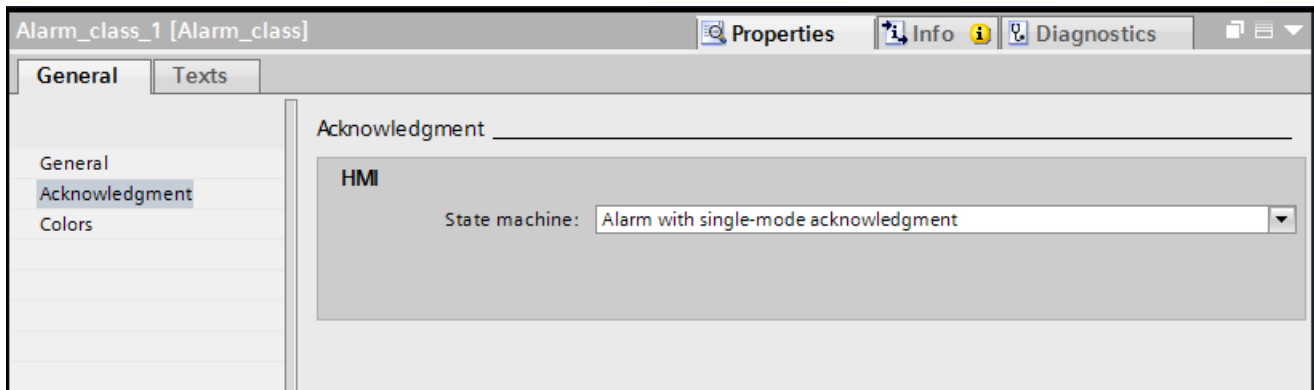 Alarm_class_1 [Alarm_class]
Properties
Info
Diagnostics
General
Texts
General
Acknowledgment
Colors
Acknowledgment
HMI
State machine: Alarm with single-mode acknowledgment